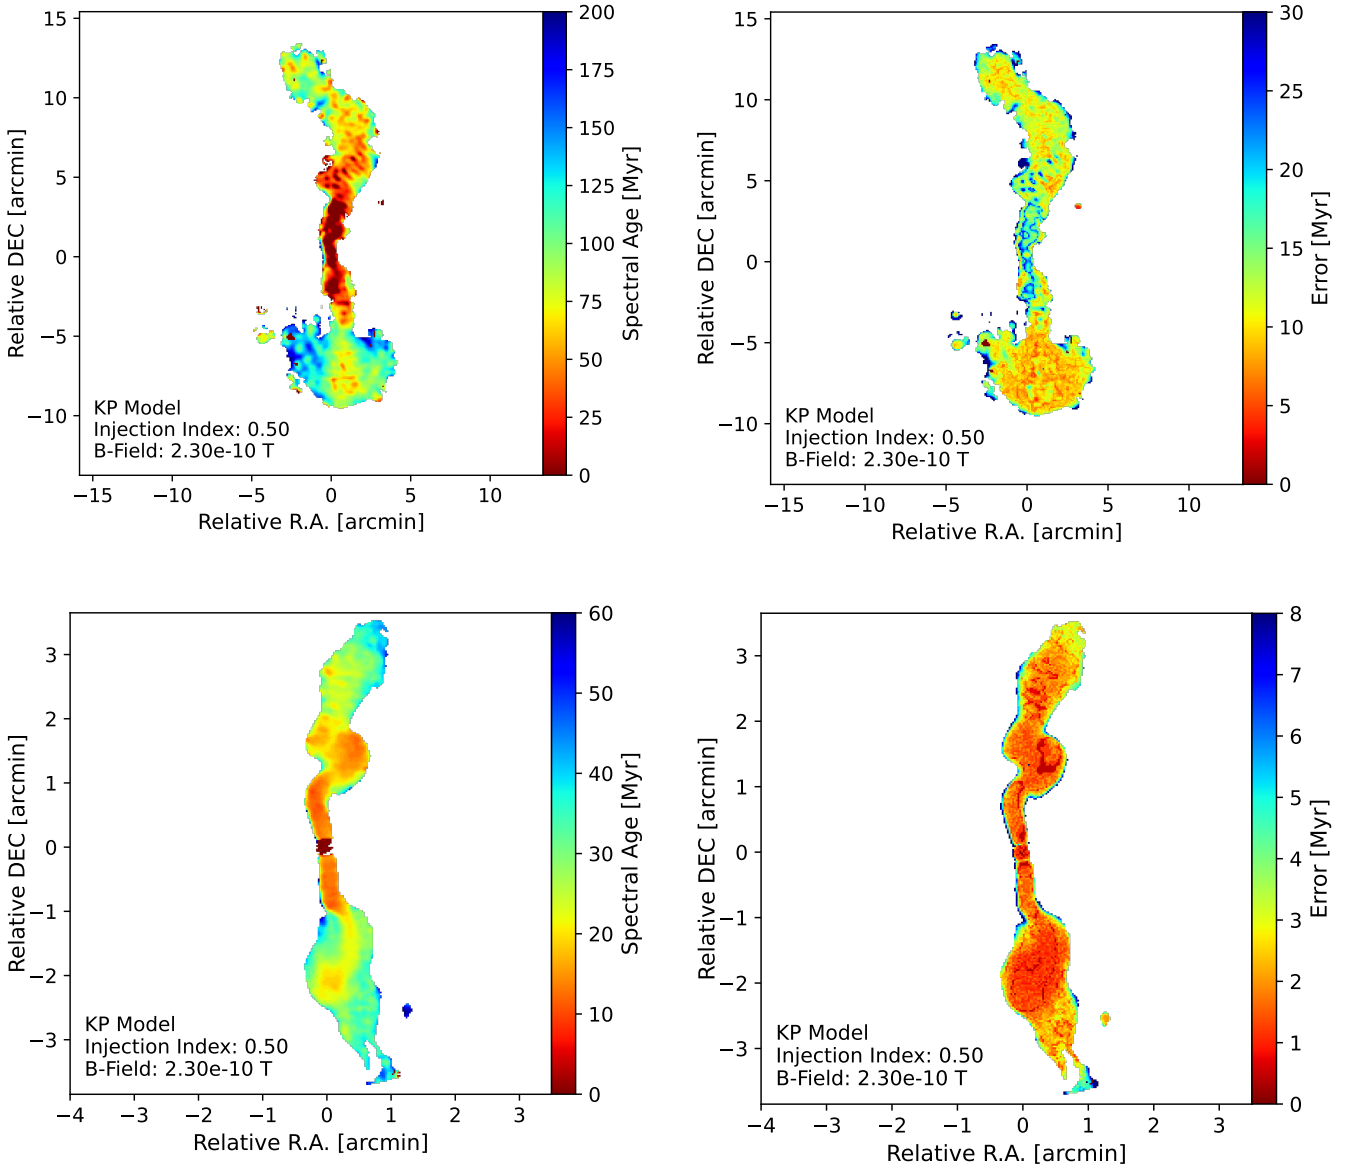 15
10
5
0
−5
−10
Relative DEC [arcmin]
KP Model
Injection Index: 0.50
B-Field: 2.30e-10 T
−15 −10 −5 0 5 10
Relative R.A. [arcmin]
200
175
150
125
100
75
50
25
0
Spectral Age [Myr]
15
10
5
0
−5
−10
Relative DEC [arcmin]
KP Model
Injection Index: 0.50
B-Field: 2.30e-10 T
−15 −10 −5 0 5 10
Relative R.A. [arcmin]
30
25
20
15
10
5
0
Error [Myr]
3
2
1
0
−1
−2
−3
Relative DEC [arcmin]
KP Model
Injection Index: 0.50
B-Field: 2.30e-10 T
−4 −3 −2 −1 0 1 2 3
Relative R.A. [arcmin]
60
50
40
30
20
10
0
Spectral Age [Myr]
3
2
1
0
−1
−2
−3
Relative DEC [arcmin]
KP Model
Injection Index: 0.50
B-Field: 2.30e-10 T
−4 −3 −2 −1 0 1 2 3
Relative R.A. [arcmin]
8
7
6
5
4
3
2
1
0
Error [Myr]